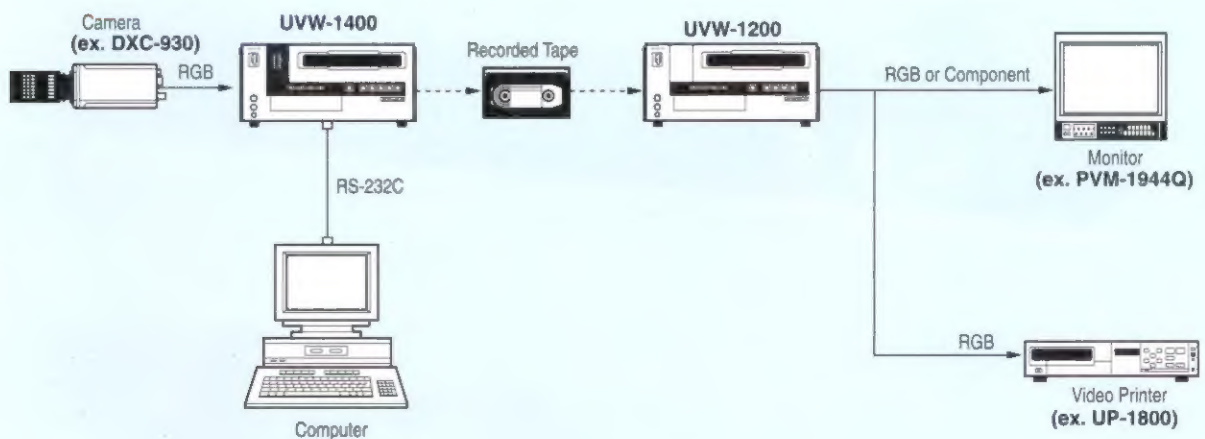 Camera
(ex. DXC-930)
RGB
UVW-1400
Recorded Tape
UVW-1200
RGB or Component
Monitor
(ex. PVM-1944Q)
RS-232C
Computer
RGB
Video Printer
(ex. UP-1800)